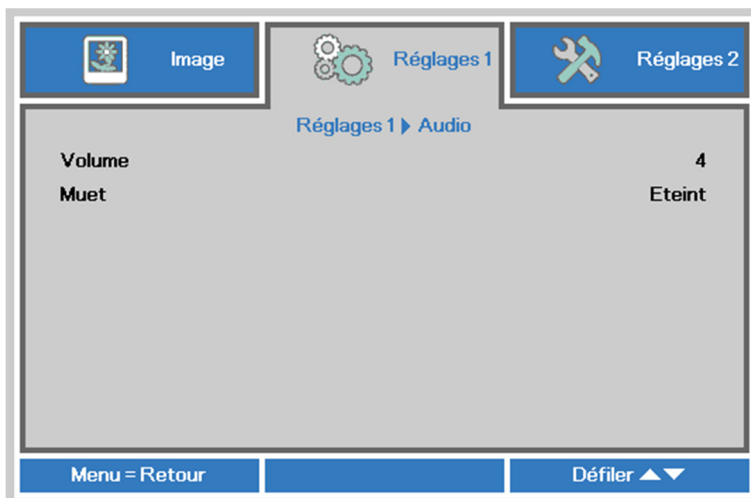 Image
Réglages 1
Réglages 2
Réglages 1 Audio
Volume 4
Muet Eteint
Menu = Retour
Défiler